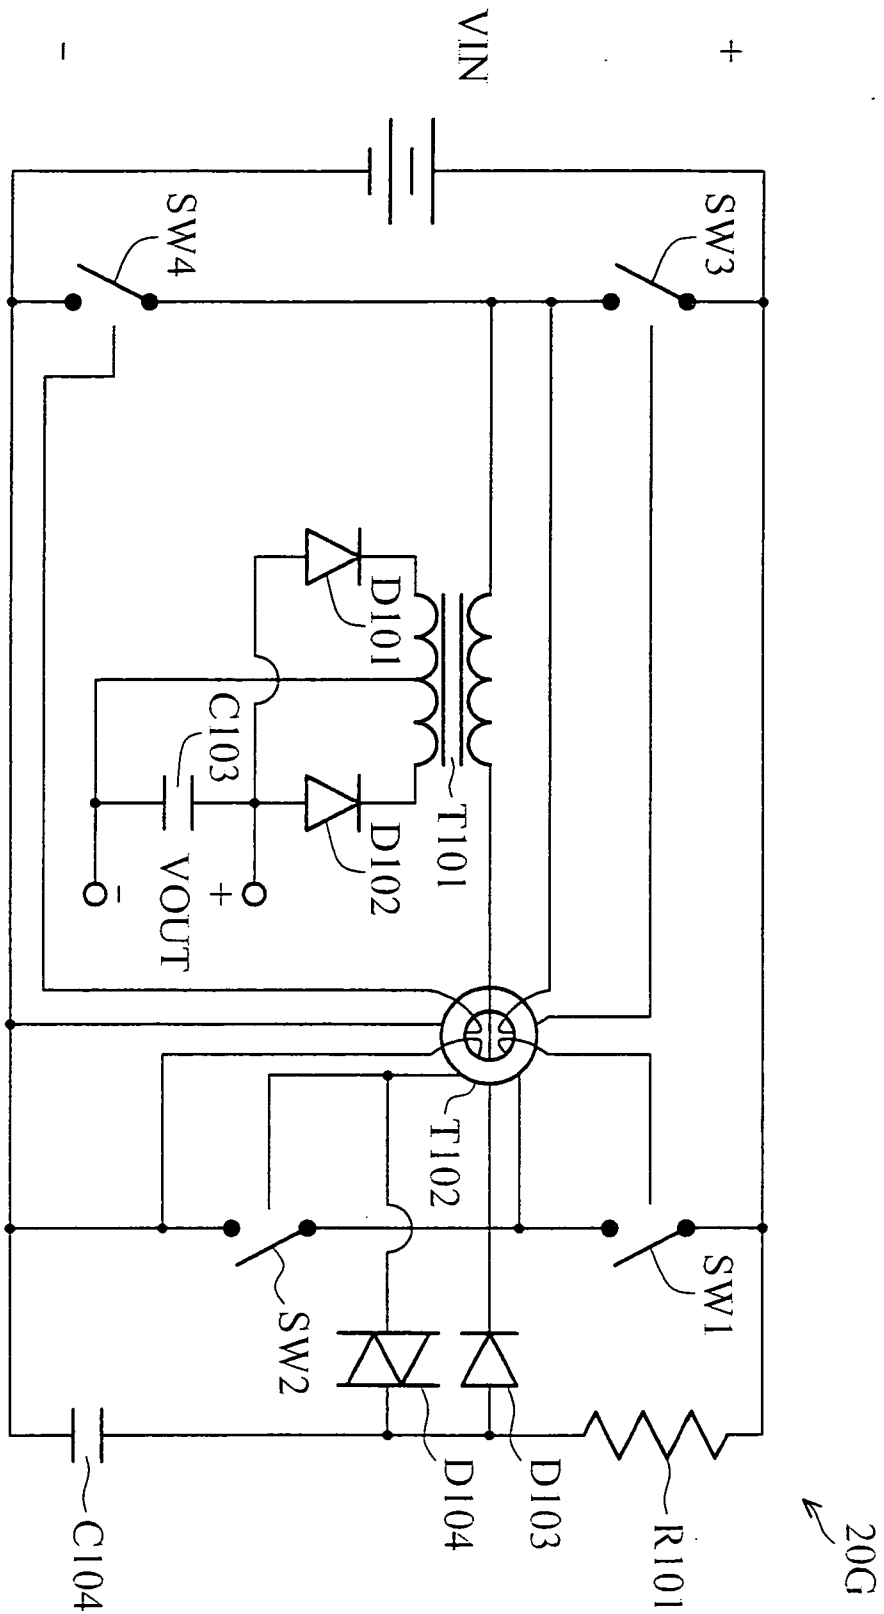 20G
+
VIN
-
SW3
SW4
D101
C103
T101
D102
VOUT
+
-
T102
SW1
SW2
D103
D104
R101
C104